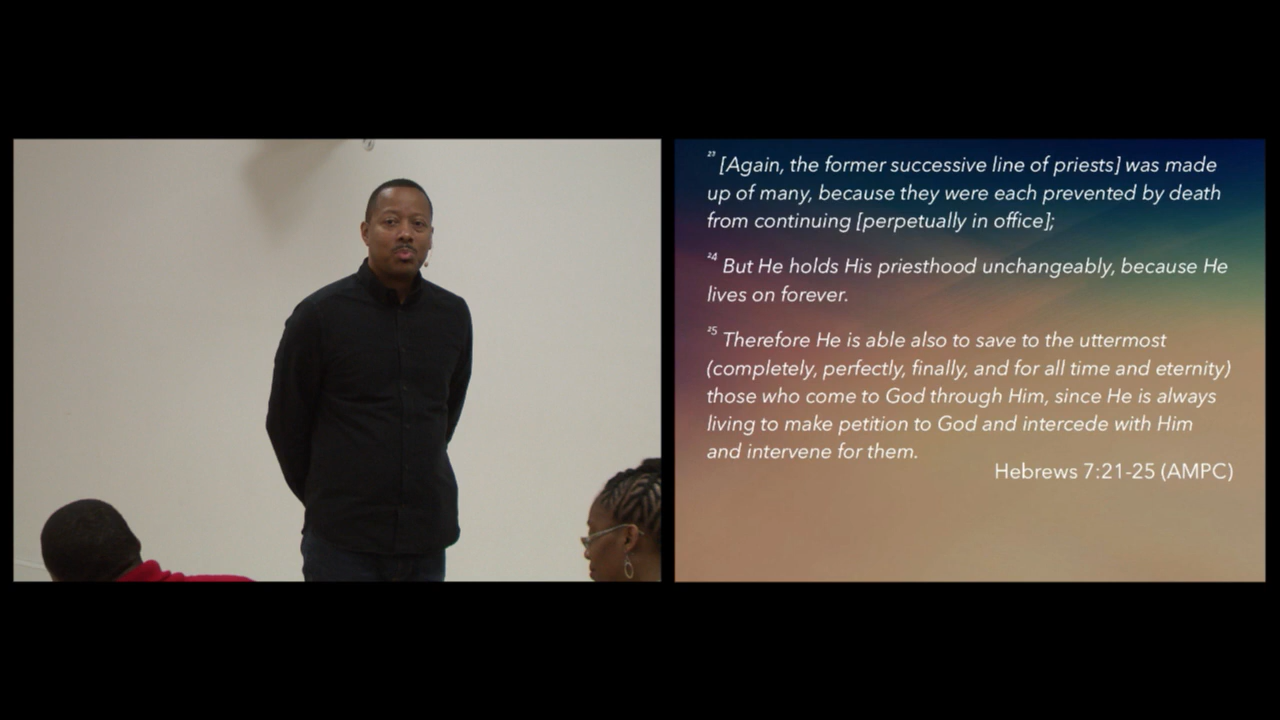 ²³ [Again, the former successive line of priests] was made
up of many, because they were each prevented by death
from continuing [perpetually in office];
²⁴ But He holds His priesthood unchangeably, because He
lives on forever.
²⁵ Therefore He is able also to save to the uttermost
(completely, perfectly, finally, and for all time and eternity)
those who come to God through Him, since He is always
living to make petition to God and intercede with Him
and intervene for them.
Hebrews 7:21-25 (AMPC)